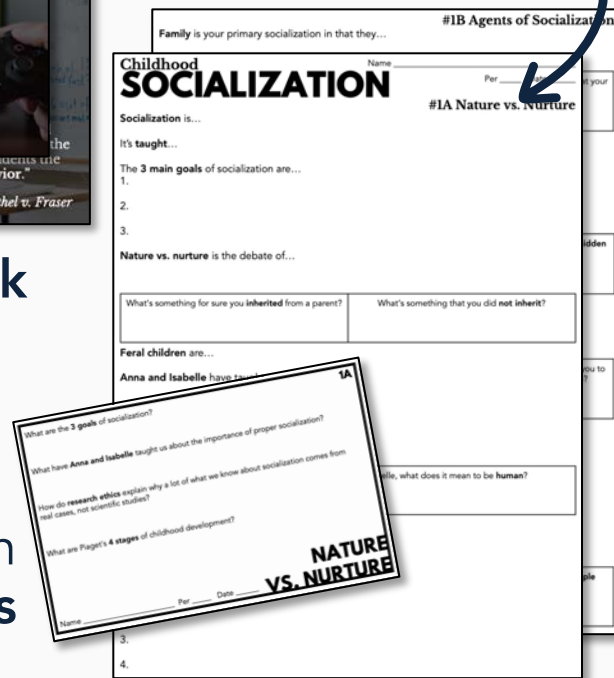 the
dents the
ior."
hel v. Fraser
k
n
s
#1B Agents of Socialization
Family is your primary socialization in that they…
t your
idden
ou to
?
ple
Childhood
SOCIALIZATION
Name
Per Date
#1A Nature vs. Nurture
Socialization is…
It's taught…
The 3 main goals of socialization are…
1.
2.
3.
Nature vs. nurture is the debate of…
What's something for sure you inherited from a parent?
What's something that you did not inherit?
Feral children are…
Anna and Isabelle have
elle, what does it mean to be human?
3.
4.
1A
What are the 3 goals of socialization?
What have Anna and Isabelle taught us about the importance of proper socialization?
How do research ethics explain why a lot of what we know about socialization comes from
real cases, not scientific studies?
What are Piaget's 4 stages of childhood development?
NATURE
VS. NURTURE
Name Per Date